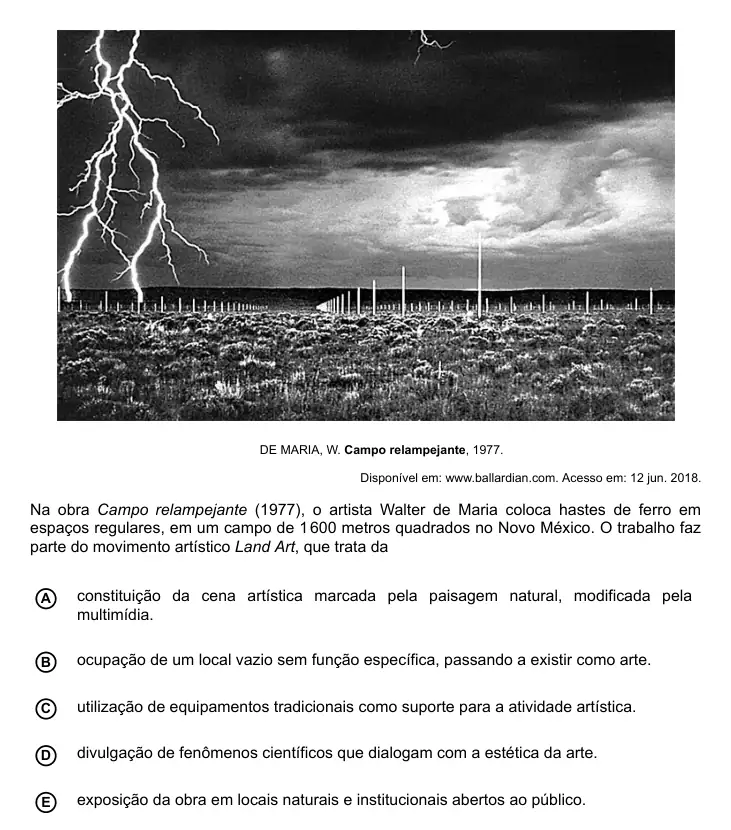 DE MARIA, W. Campo relampejante, 1977.
Disponível em: www.ballardian.com. Acesso em: 12 jun. 2018.
Na obra Campo relampejante (1977), o artista Walter de Maria coloca hastes de ferro em
espaços regulares, em um campo de 1 600 metros quadrados no Novo México. O trabalho faz
parte do movimento artístico Land Art, que trata da
A constituição da cena artística marcada pela paisagem natural, modificada pela
multimídia.
B ocupação de um local vazio sem função específica, passando a existir como arte.
C utilização de equipamentos tradicionais como suporte para a atividade artística.
D divulgação de fenômenos científicos que dialogam com a estética da arte.
E exposição da obra em locais naturais e institucionais abertos ao público.